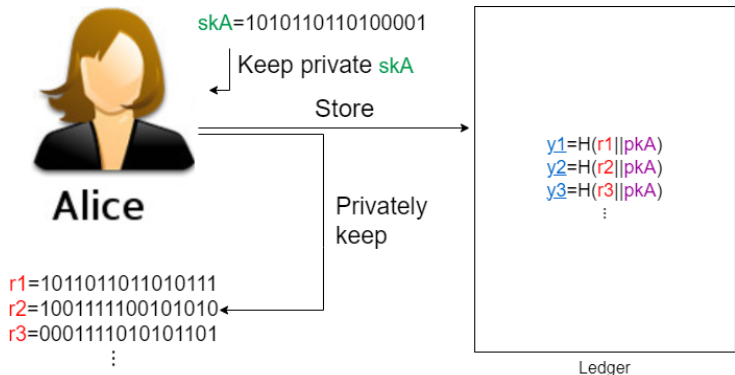 skA=1010110110100001
Keep private skA
Store
Alice
Privately
keep
r1=1011011011010111
r2=1001111100101010
r3=0001111010101101
⋮
y1=H(r1||pkA)
y2=H(r2||pkA)
y3=H(r3||pkA)
⋮
Ledger